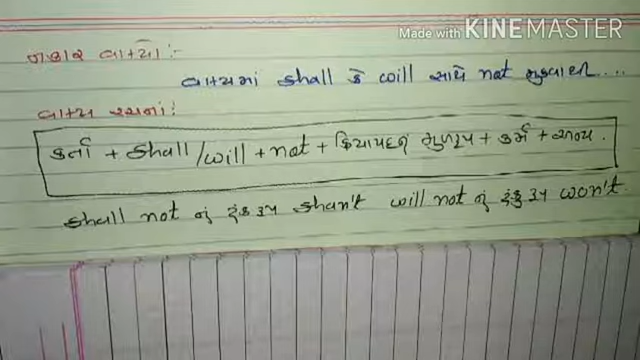 Made with KINEMASTER
નકાર વાક્યો :-
વાક્યમાં shall કે will સાથે not મુકવાથી....
વાક્ય રચના:
કર્તા + shall /will + not + ક્રિયાપદનું મુળરૂપ + કર્મ + અન્ય.
shall not નું ટૂંકુ રૂપ shan't will not નું ટૂંકુ રૂપ won't